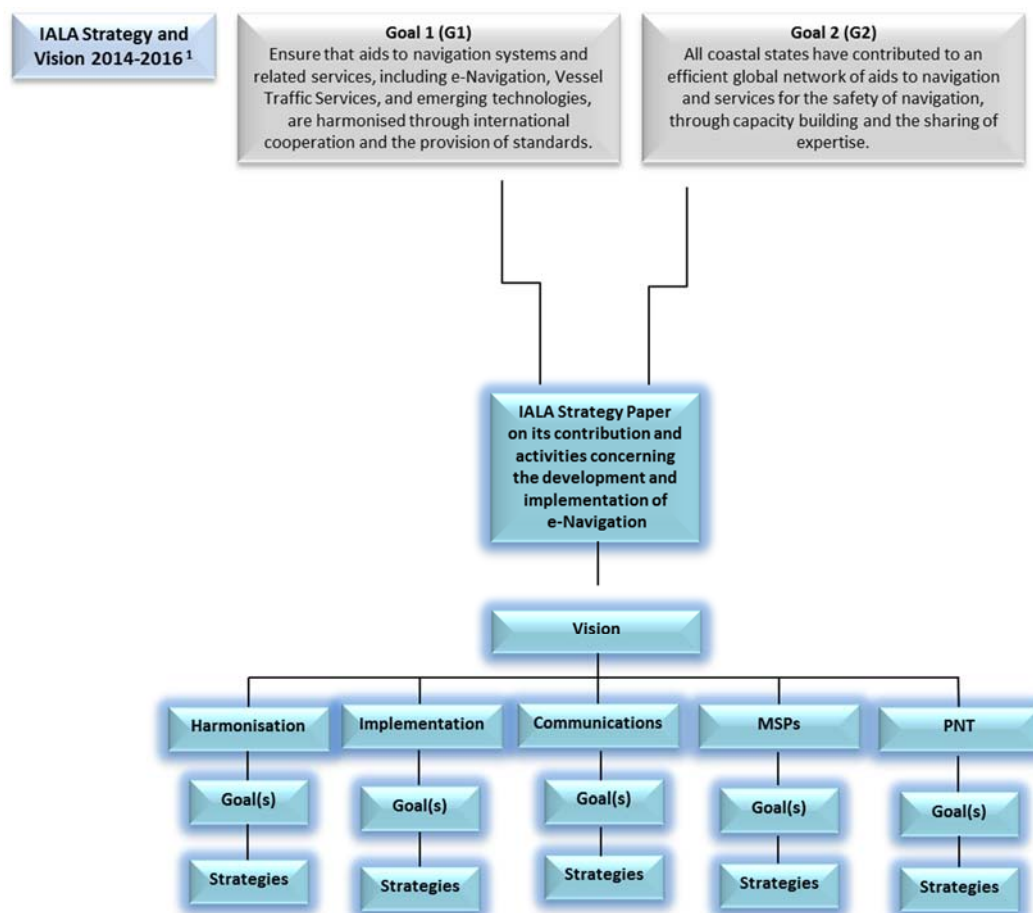 IALA Strategy and
Vision 2014-2016 1
Goal 1 (G1)
Ensure that aids to navigation systems and
related services, including e-Navigation, Vessel
Traffic Services, and emerging technologies,
are harmonised through international
cooperation and the provision of standards.
Goal 2 (G2)
All coastal states have contributed to an
efficient global network of aids to navigation
and services for the safety of navigation,
through capacity building and the sharing of
expertise.
IALA Strategy Paper
on its contribution and
activities concerning
the development and
implementation of
e-Navigation
Vision
Harmonisation
Implementation
Communications
MSPs
PNT
Goal(s)
Goal(s)
Goal(s)
Goal(s)
Goal(s)
Strategies
Strategies
Strategies
Strategies
Strategies